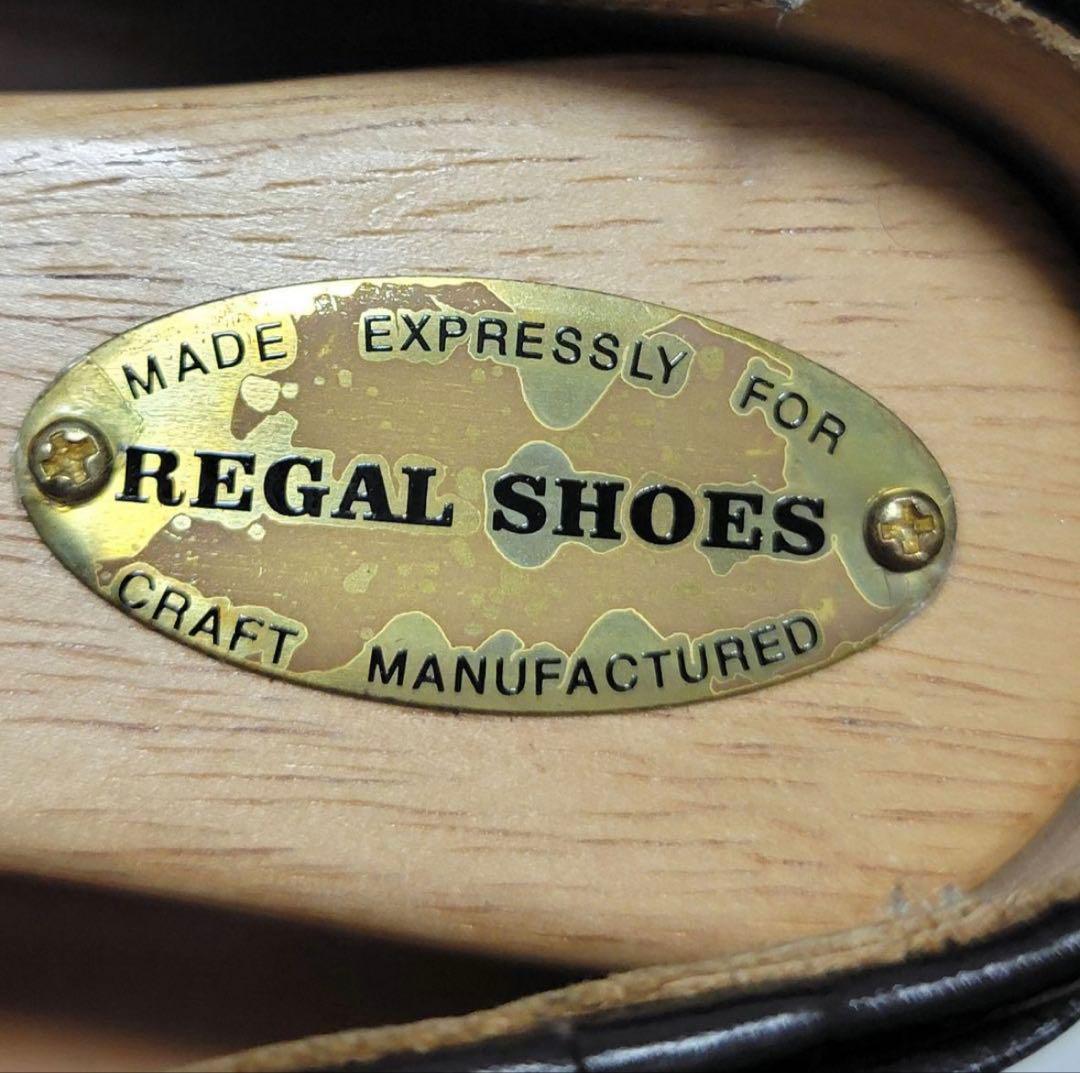 MADE EXPRESSLY FOR
REGAL SHOES
CRAFT MANUFACTURED